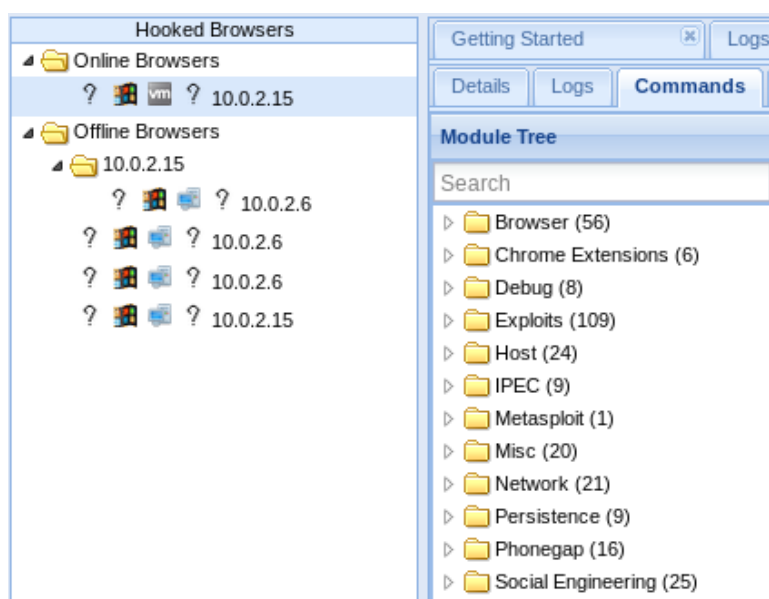 Hooked Browsers
Online Browsers
? vm ? 10.0.2.15
Offline Browsers
10.0.2.15
? ? 10.0.2.6
? ? 10.0.2.6
? ? 10.0.2.6
? ? 10.0.2.15
Getting Started Logs
Details Logs Commands
Module Tree
Search
Browser (56)
Chrome Extensions (6)
Debug (8)
Exploits (109)
Host (24)
IPEC (9)
Metasploit (1)
Misc (20)
Network (21)
Persistence (9)
Phonegap (16)
Social Engineering (25)